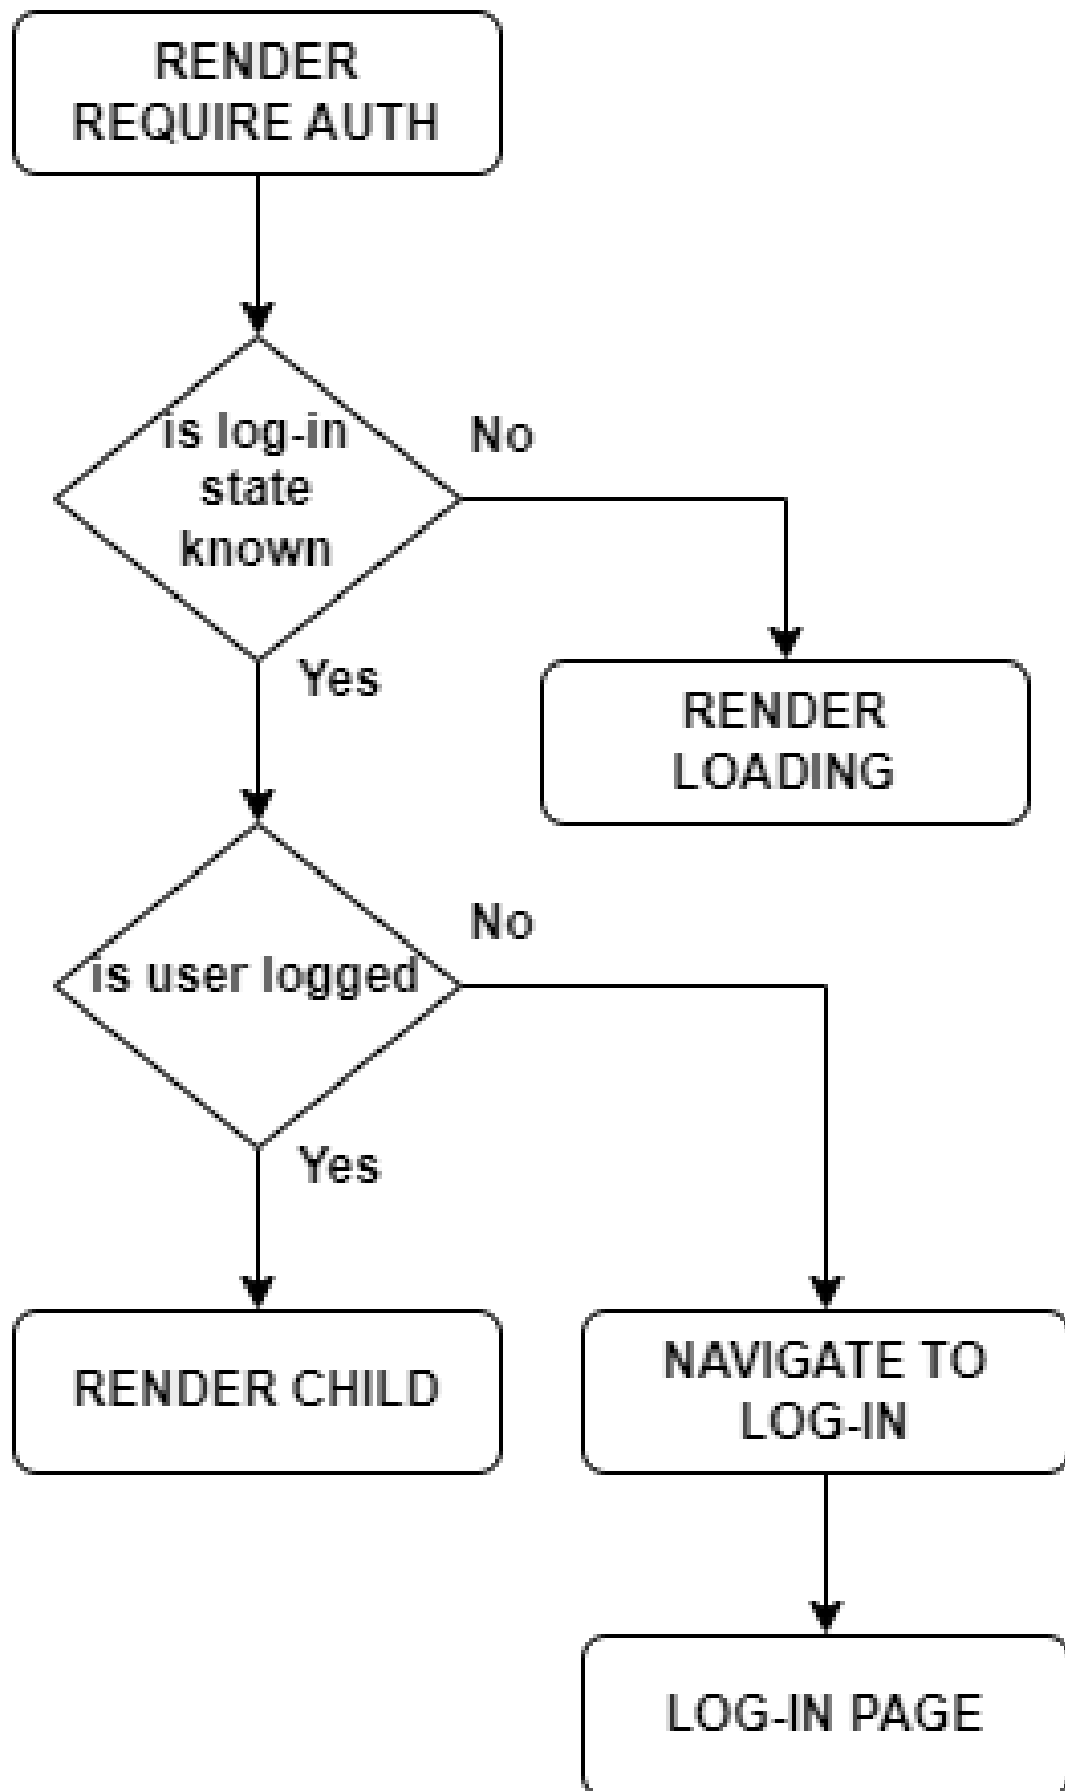 RENDER
REQUIRE AUTH
is log-in
state
known
No
Yes
RENDER
LOADING
is user logged
No
Yes
RENDER CHILD
NAVIGATE TO
LOG-IN
LOG-IN PAGE